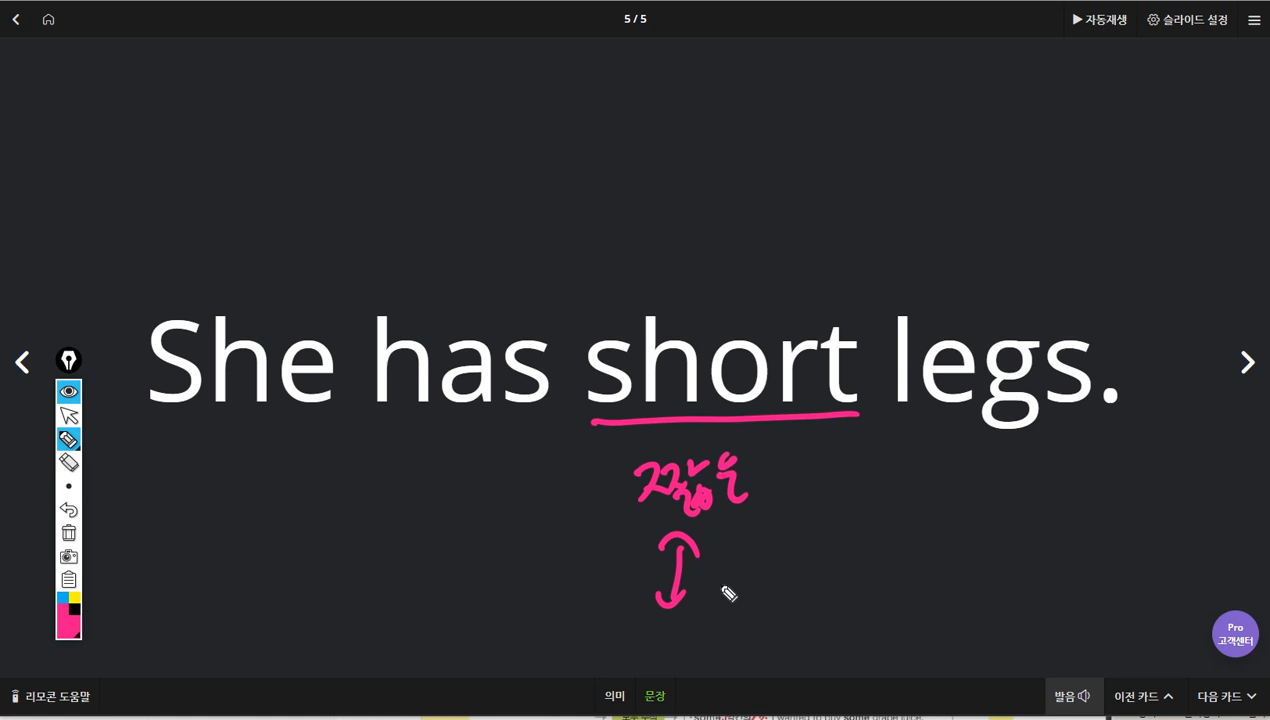 5 / 5
자동재생
슬라이드 설정
She has short legs.
짧은
Pro
고객센터
리모콘 도움말
의미
문장
발음
이전 카드
다음 카드